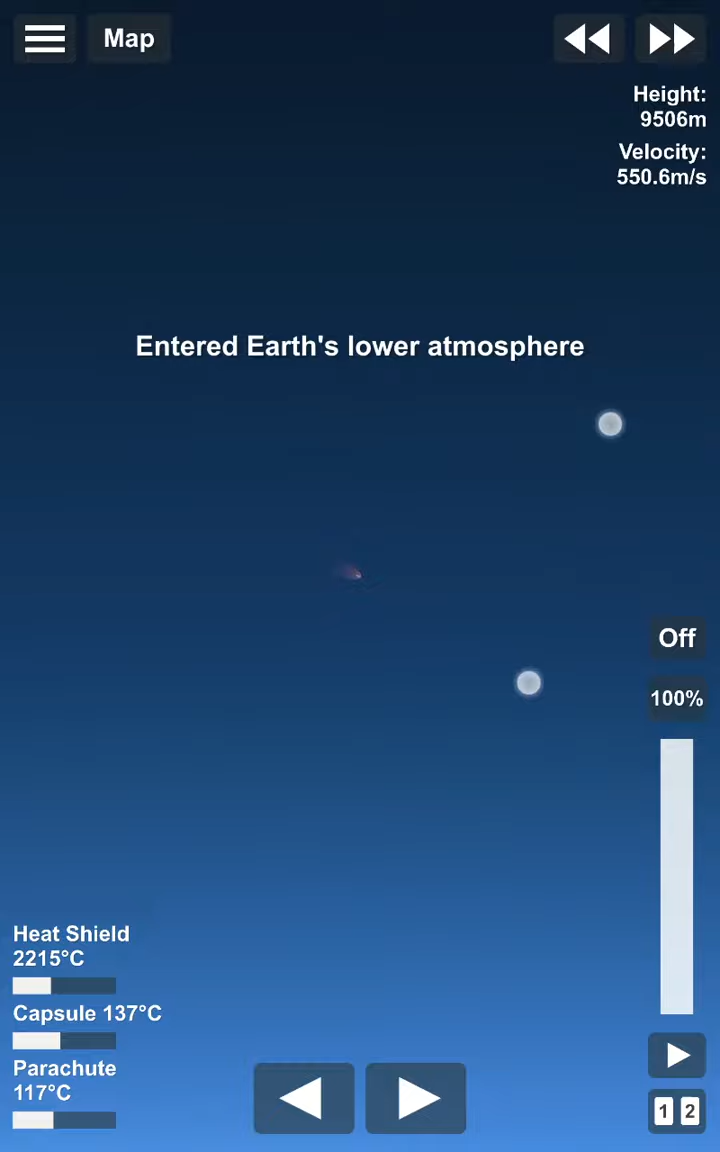 Map
Height:
9506m
Velocity:
550.6m/s
Entered Earth's lower atmosphere
Off
100%
Heat Shield
2215°C
Capsule 137°C
Parachute
117°C
1 2